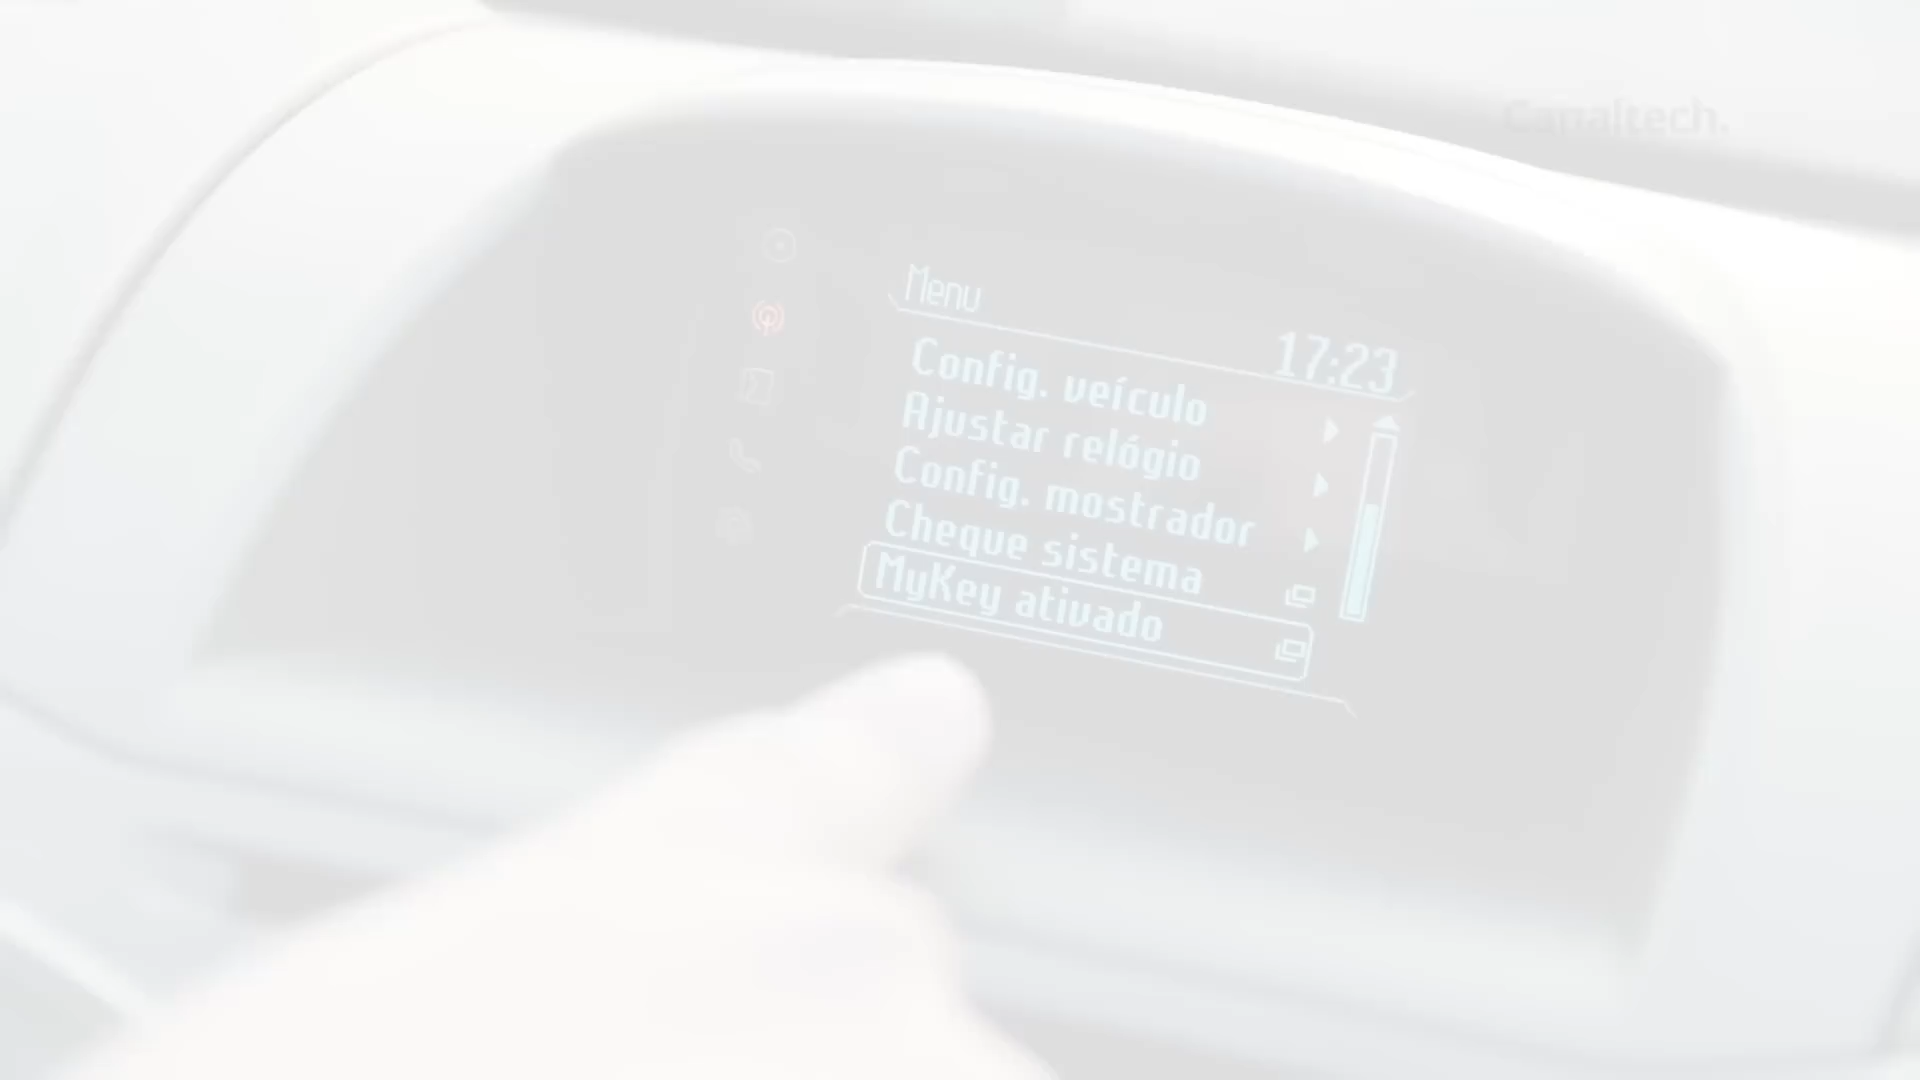 Canaltech.
Menu
17:23
Config. veículo
Ajustar relógio
Config. mostrador
Cheque sistema
MyKey ativado